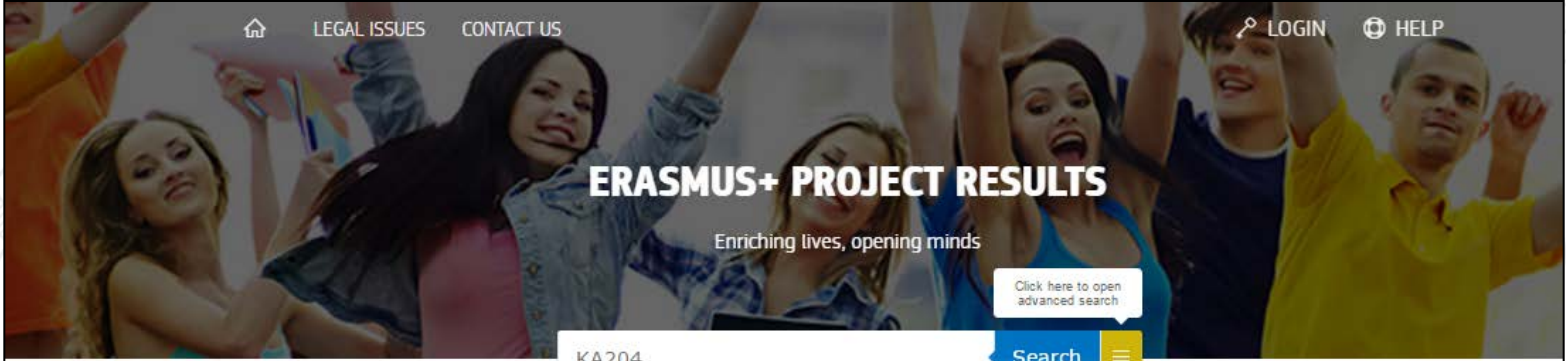 LEGAL ISSUES CONTACT US LOGIN HELP
ERASMUS+ PROJECT RESULTS
Enriching lives, opening minds
Click here to open
advanced search
KA204 Search